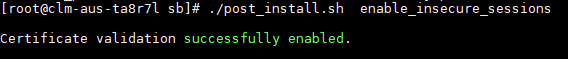 [root@clm-aus-ta8r7l sb]# ./post_install.sh  enable_insecure_sessions
Certificate validation successfully enabled.